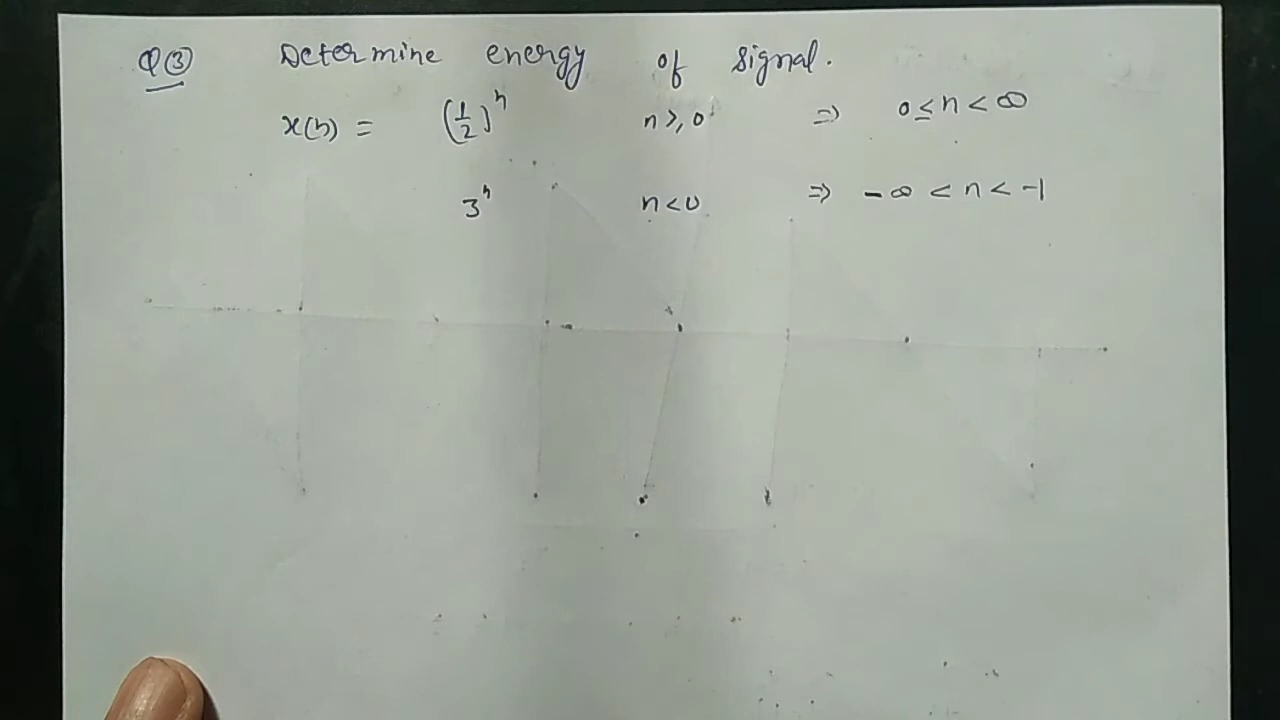 Q③ Determine energy of signal.
x(n) = (1/2)^n n≥0 ⇒ 0≤n<∞
3^n n<0 ⇒ -∞<n<-1